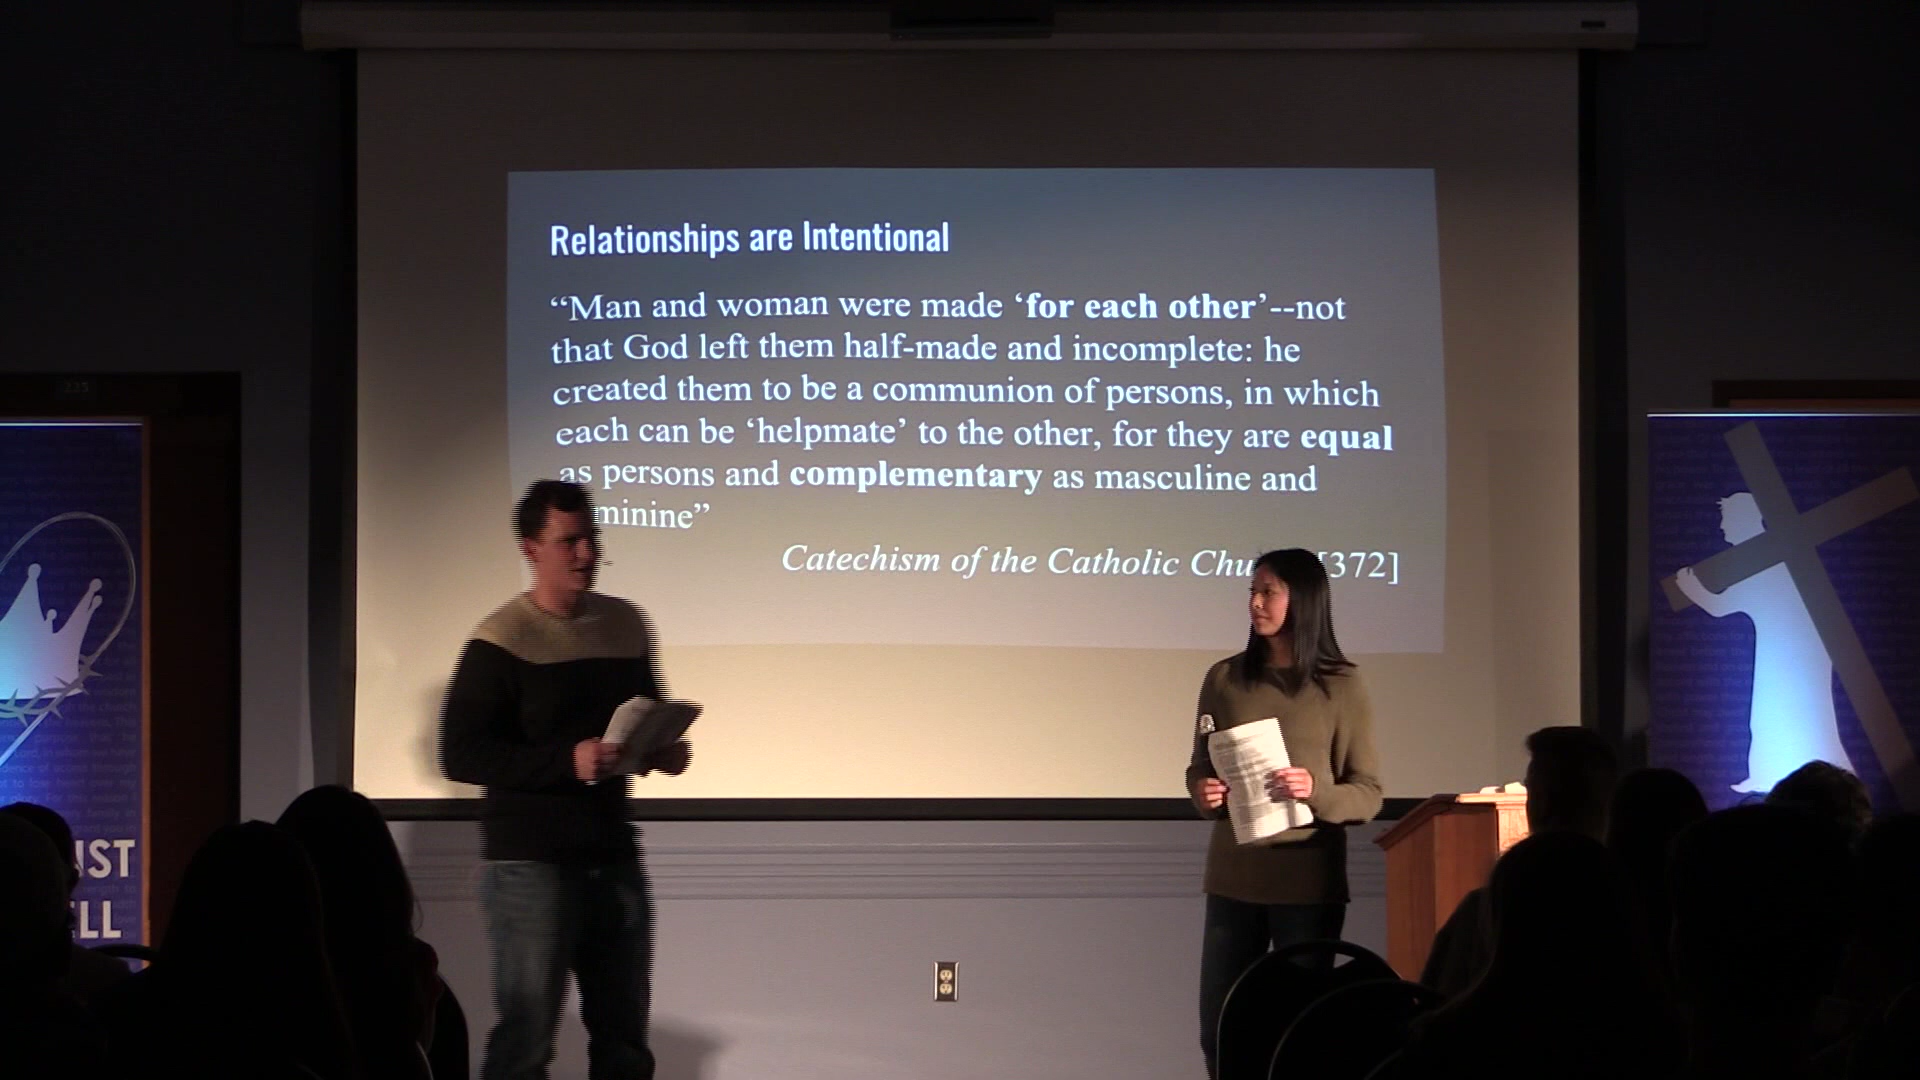 Relationships are Intentional
“Man and woman were made ‘for each other’--not
that God left them half-made and incomplete: he
created them to be a communion of persons, in which
each can be ‘helpmate’ to the other, for they are equal
as persons and complementary as masculine and
minine”
Catechism of the Catholic Chu [372]
IST
ELL